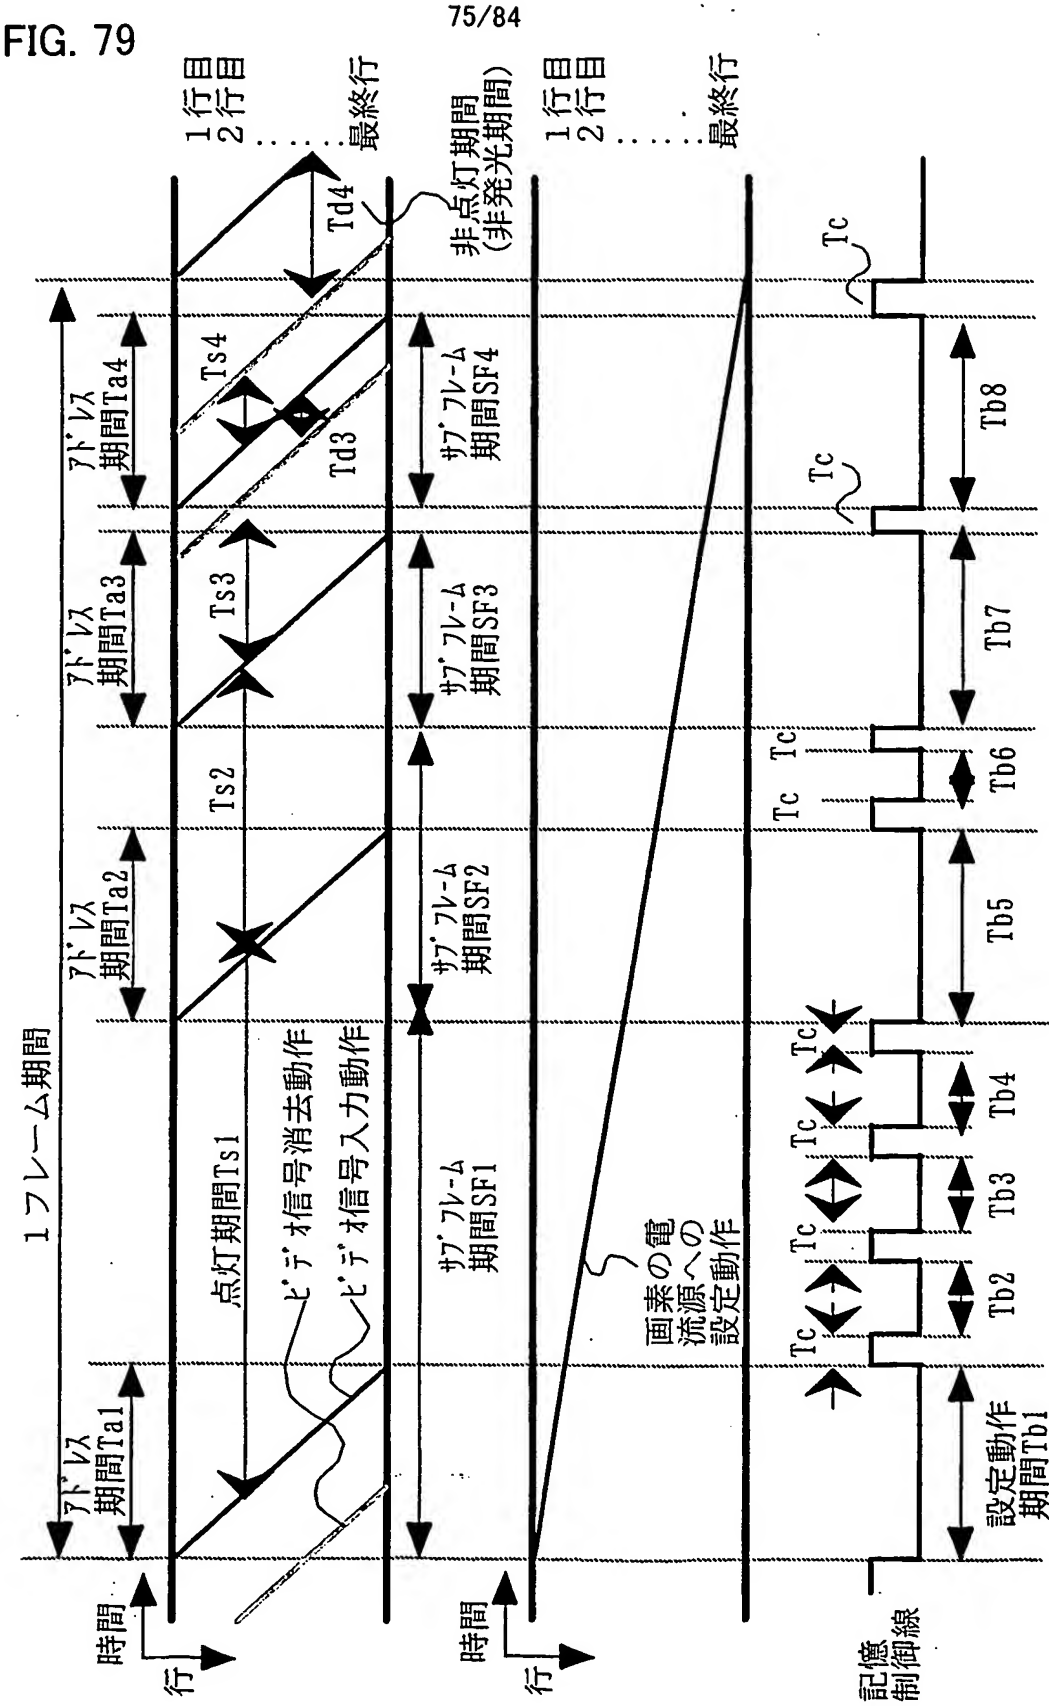 75/84
FIG. 79
1フレーム期間
アドレス
期間Ta1
アドレス
期間Ta2
アドレス
期間Ta3
アドレス
期間Ta4
時間
行
1行目
2行目
......
最終行
点灯期間Ts1
Ts2
Ts3
Ts4
Td3
Td4
ビデオ信号消去動作
ビデオ信号入力動作
非点灯期間
(非発光期間)
サブフレーム
期間SF1
サブフレーム
期間SF2
サブフレーム
期間SF3
サブフレーム
期間SF4
時間
行
1行目
2行目
......
最終行
画素の電
流源への
設定動作
記憶
制御線
Tc
Tc
Tc
Tc
Tc
Tc
Tc
Tc
設定動作
期間Tb1
Tb2
Tb3
Tb4
Tb5
Tb6
Tb7
Tb8